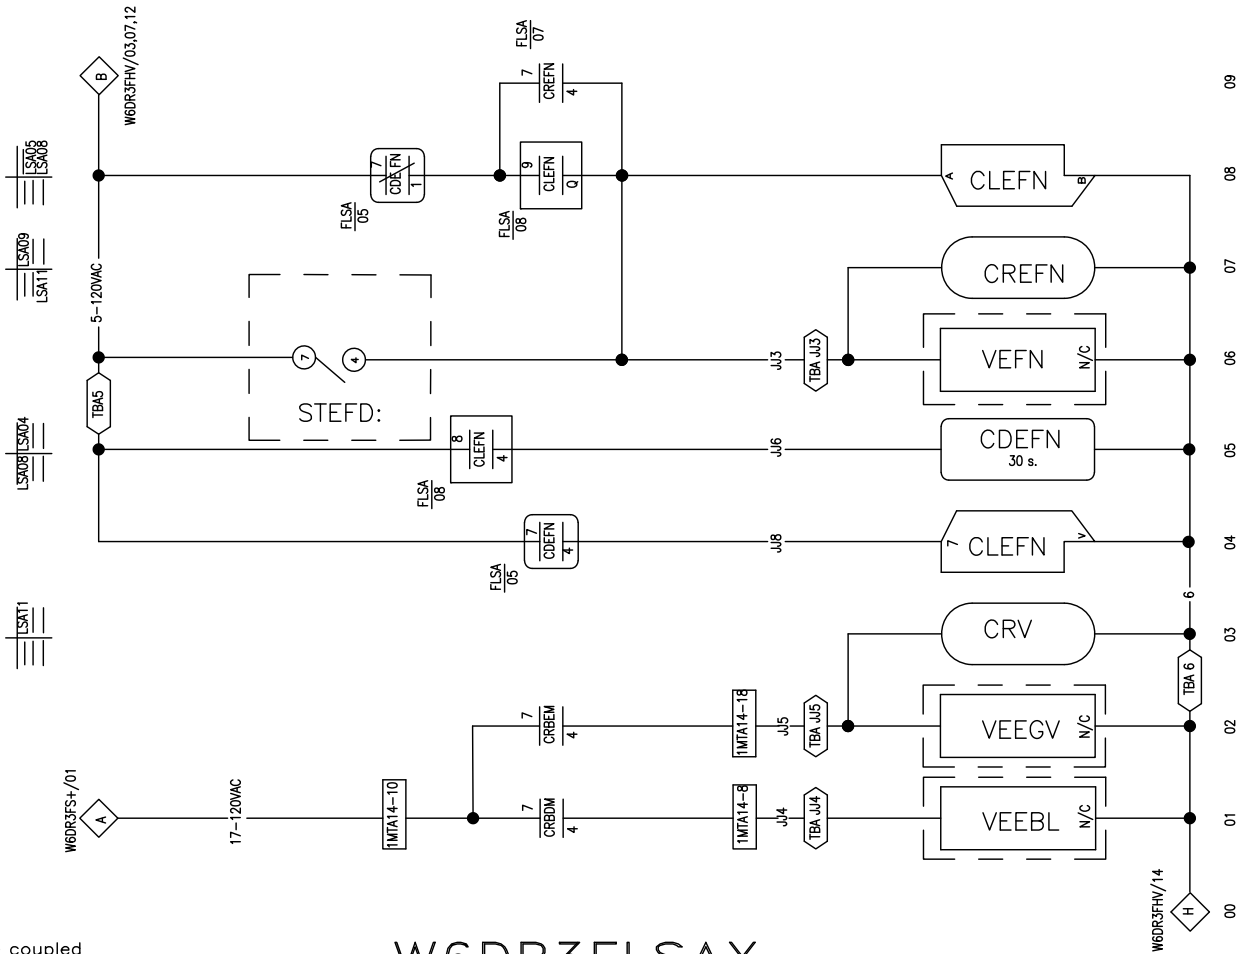 LSA05
LSA08
LSA09
LSA11
LSA08
LSA04
LSAT1
B
W6DR3FHV/03,07,12
5-120VAC
TBA5
FLSA
07
7
CREFN
4
7
CDEFN
1
FLSA
05
9
CLEFN
Q
FLSA
08
A
CLEFN
B
08
09
CREFN
07
7
4
STEFD:
JJ3
TBA JJ3
VEFN
N/C
06
8
CLEFN
4
FLSA
08
JJ6
CDEFN
30 s.
05
7
CDEFN
4
FLSA
05
JJ8
7
CLEFN
V
04
6
CRV
03
TBA 6
7
CRBEM
4
1MTA14-18
JJ5
TBA JJ5
VEEGV
N/C
02
W6DR3FS+/01
A
17-120VAC
1MTA14-10
7
CRBDM
4
1MTA14-8
JJ4
TBA JJ4
VEEBL
N/C
01
W6DR3FHV/14
H
00
coupled
W6DR3FLSAX